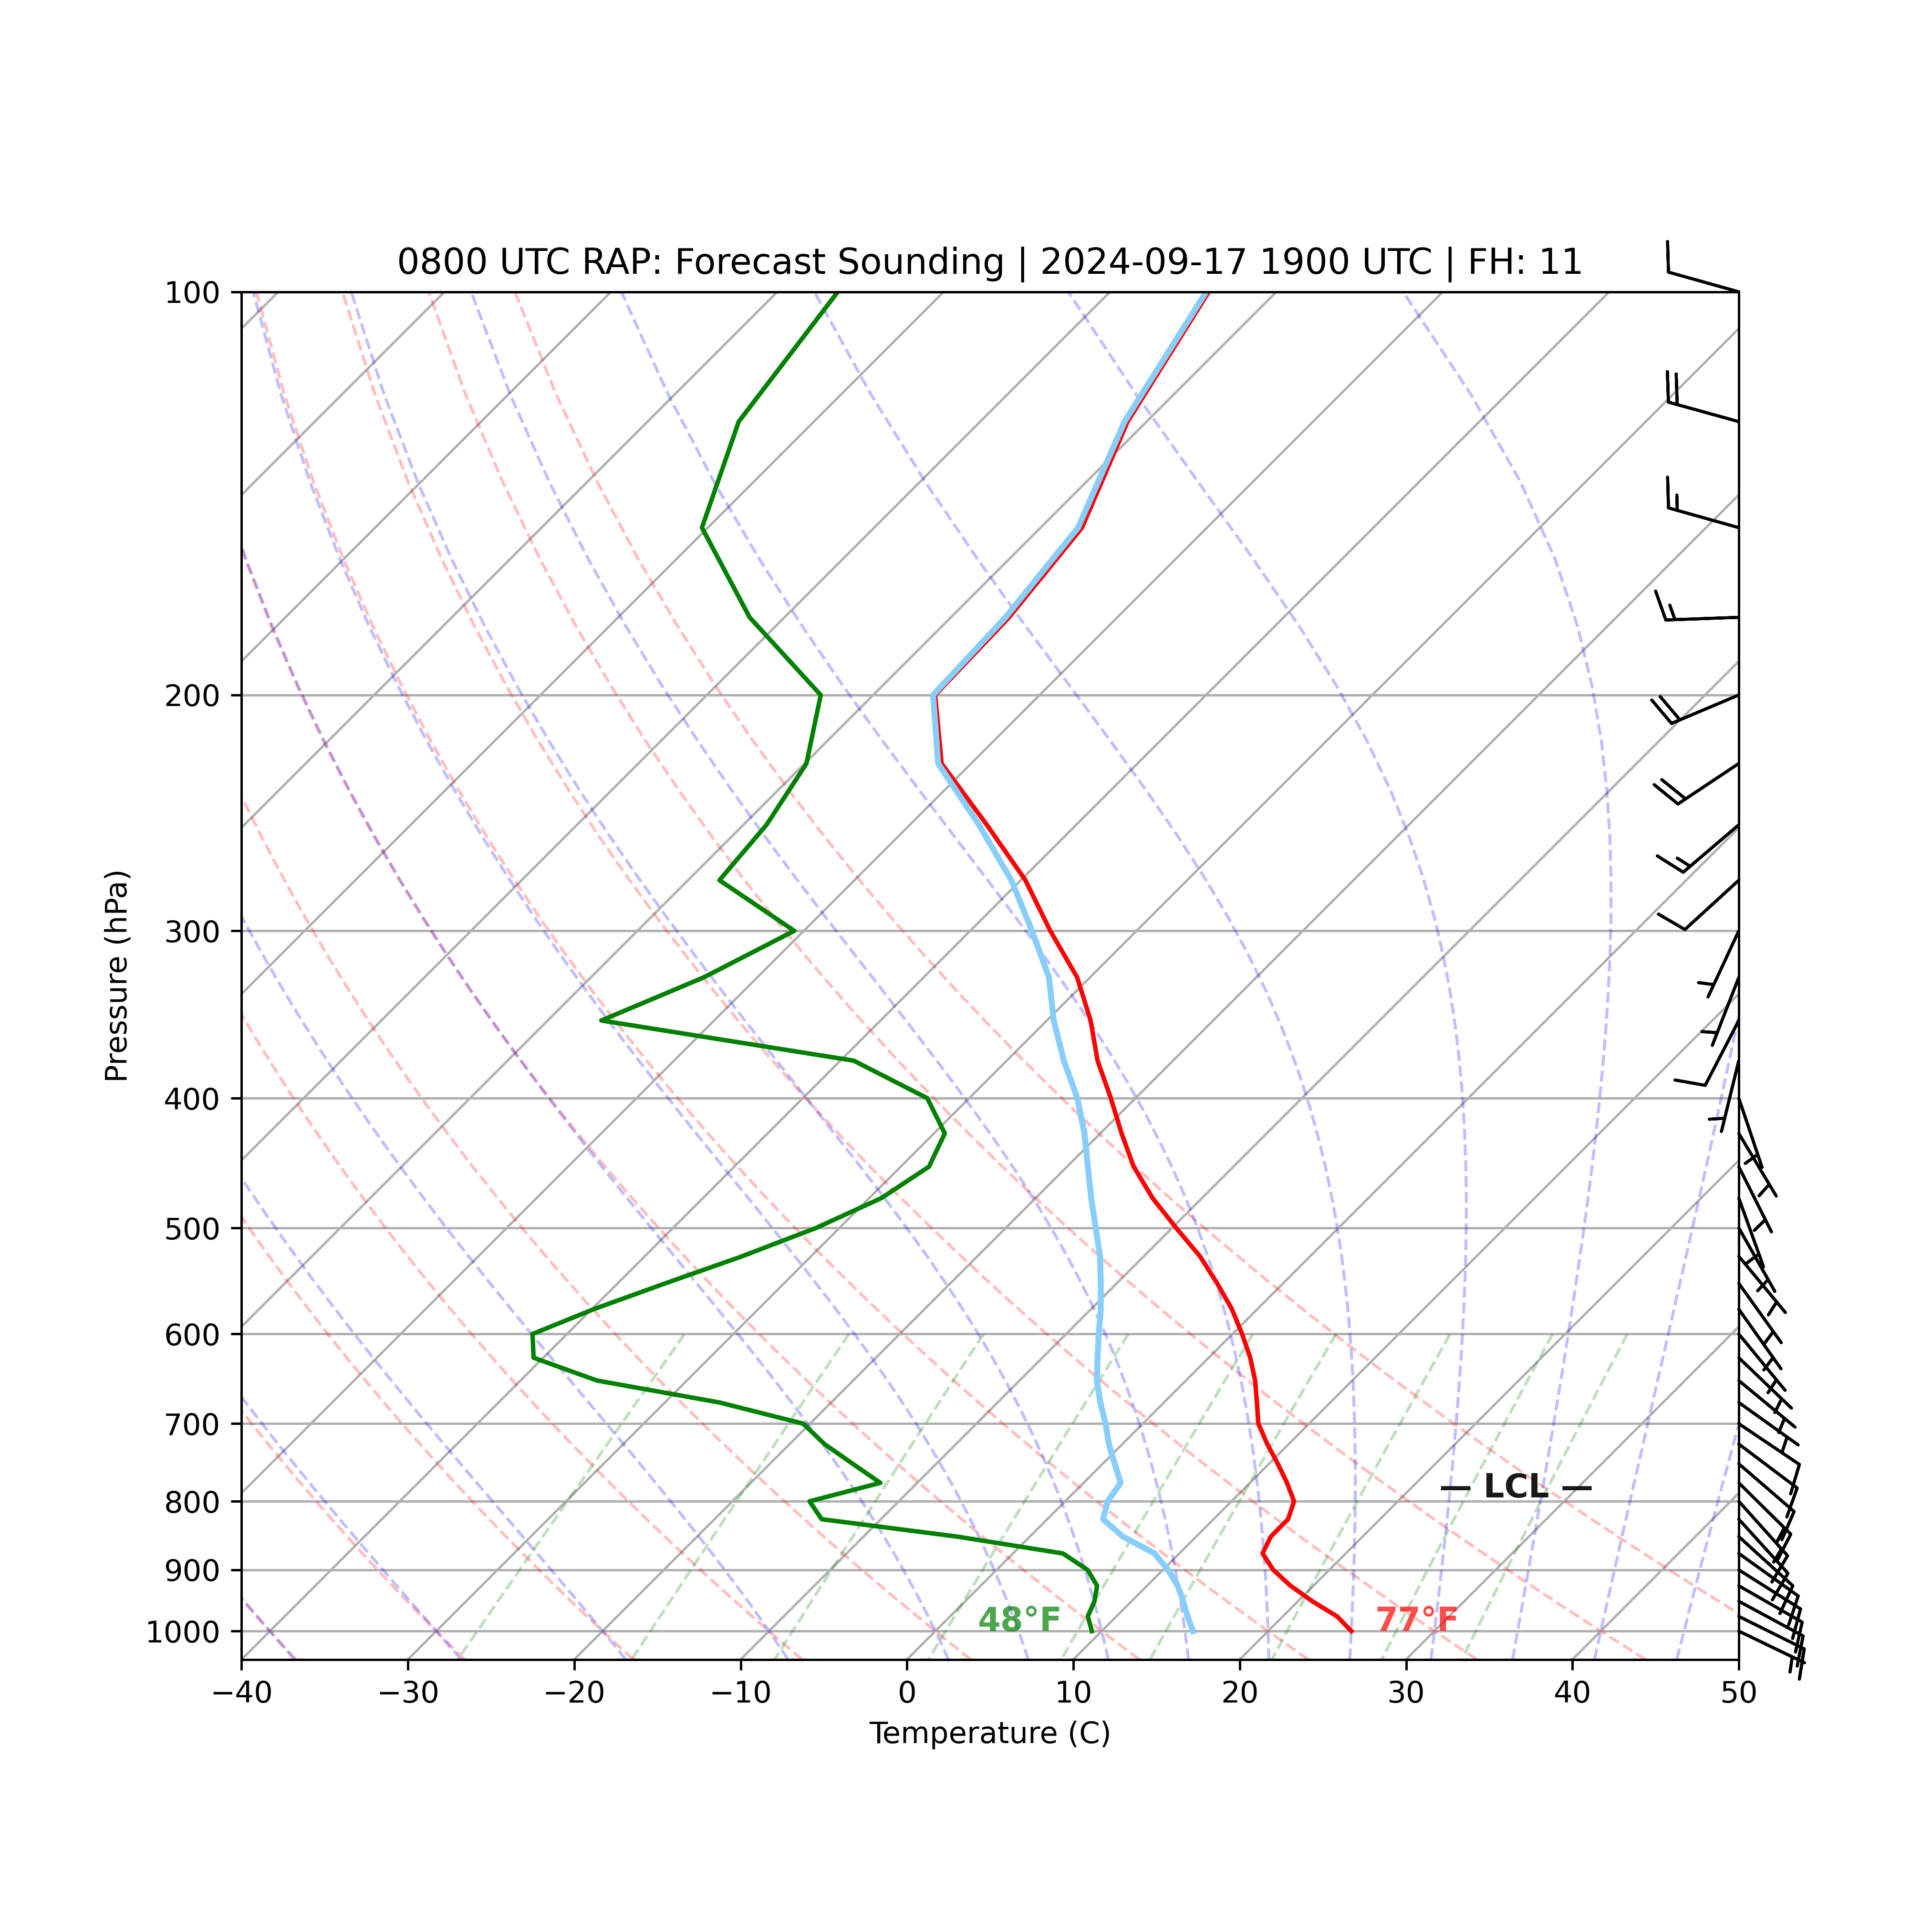 0800 UTC RAP: Forecast Sounding | 2024-09-17 1900 UTC | FH: 11
100
200
300
400
500
600
700
800
900
1000
Pressure (hPa)
— LCL —
48°F
77°F
−40 −30 −20 −10 0 10 20 30 40 50
Temperature (C)